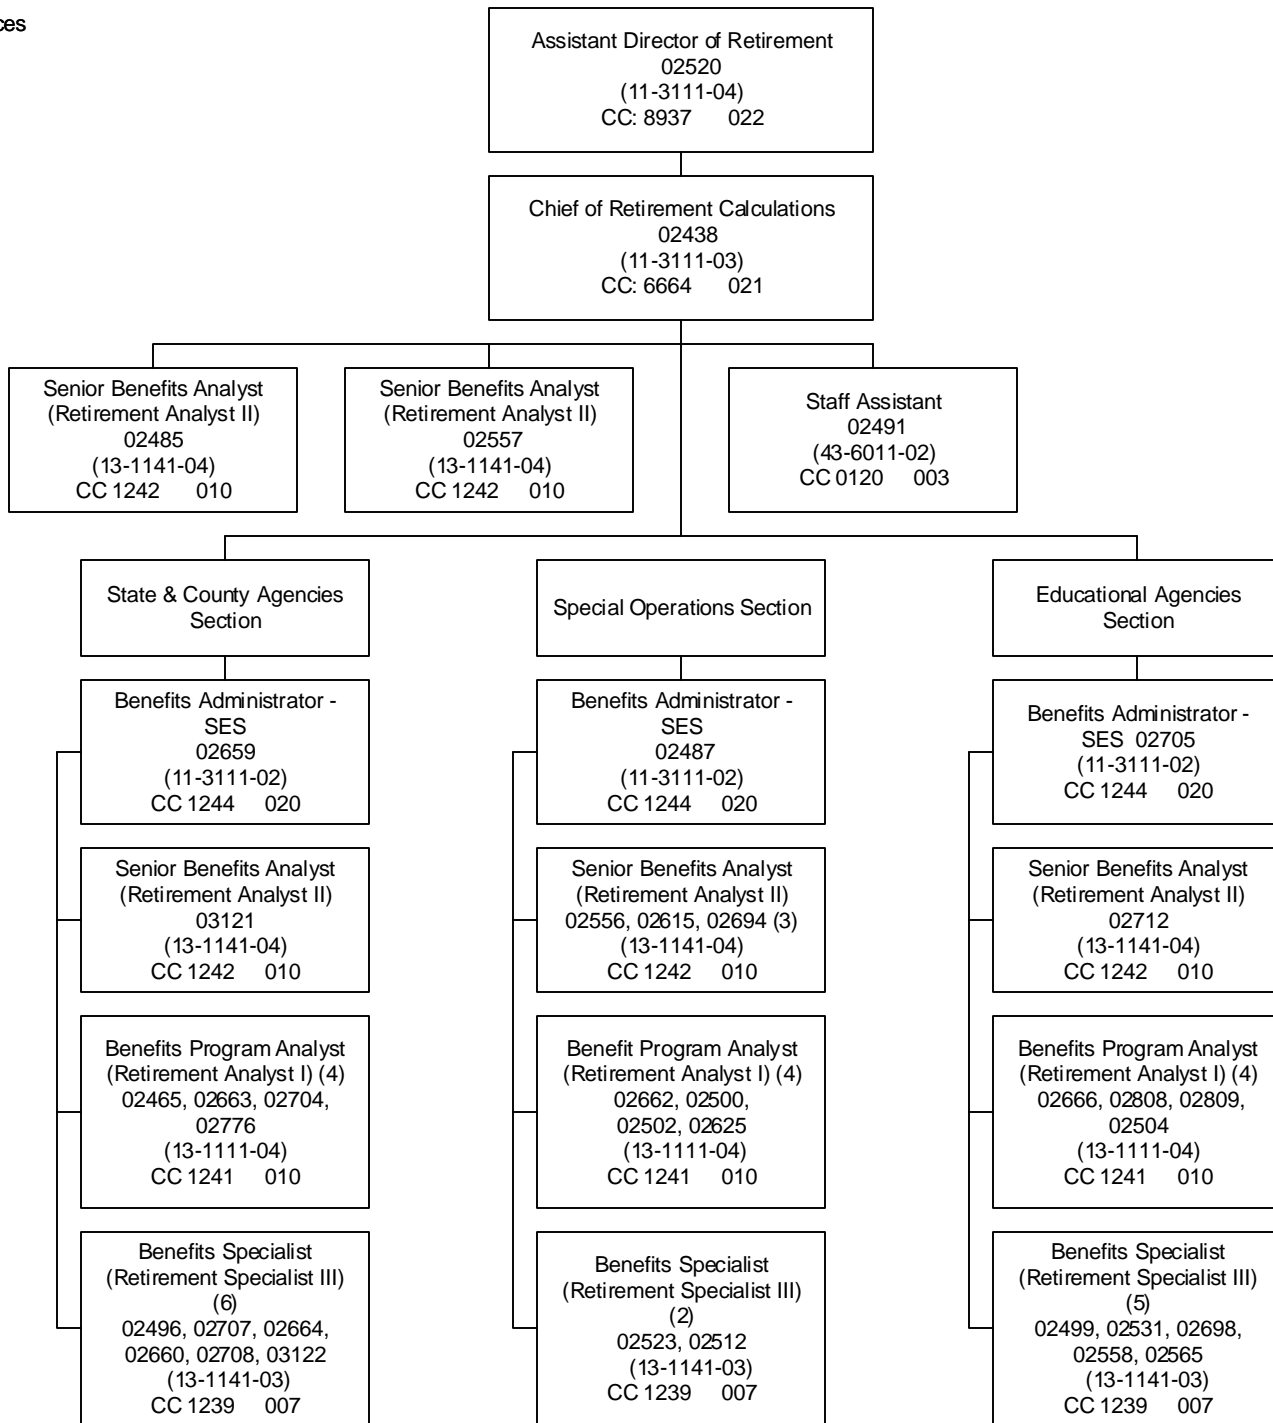 ces
Assistant Director of Retirement
02520
(11-3111-04)
CC: 8937 022
Chief of Retirement Calculations
02438
(11-3111-03)
CC: 6664 021
Senior Benefits Analyst
(Retirement Analyst II)
02485
(13-1141-04)
CC 1242 010
Senior Benefits Analyst
(Retirement Analyst II)
02557
(13-1141-04)
CC 1242 010
Staff Assistant
02491
(43-6011-02)
CC 0120 003
State & County Agencies
Section
Special Operations Section
Educational Agencies
Section
Benefits Administrator -
SES
02659
(11-3111-02)
CC 1244 020
Benefits Administrator -
SES
02487
(11-3111-02)
CC 1244 020
Benefits Administrator -
SES 02705
(11-3111-02)
CC 1244 020
Senior Benefits Analyst
(Retirement Analyst II)
03121
(13-1141-04)
CC 1242 010
Senior Benefits Analyst
(Retirement Analyst II)
02556, 02615, 02694 (3)
(13-1141-04)
CC 1242 010
Senior Benefits Analyst
(Retirement Analyst II)
02712
(13-1141-04)
CC 1242 010
Benefits Program Analyst
(Retirement Analyst I) (4)
02465, 02663, 02704,
02776
(13-1111-04)
CC 1241 010
Benefit Program Analyst
(Retirement Analyst I) (4)
02662, 02500,
02502, 02625
(13-1111-04)
CC 1241 010
Benefits Program Analyst
(Retirement Analyst I) (4)
02666, 02808, 02809,
02504
(13-1111-04)
CC 1241 010
Benefits Specialist
(Retirement Specialist III)
(6)
02496, 02707, 02664,
02660, 02708, 03122
(13-1141-03)
CC 1239 007
Benefits Specialist
(Retirement Specialist III)
(2)
02523, 02512
(13-1141-03)
CC 1239 007
Benefits Specialist
(Retirement Specialist III)
(5)
02499, 02531, 02698,
02558, 02565
(13-1141-03)
CC 1239 007